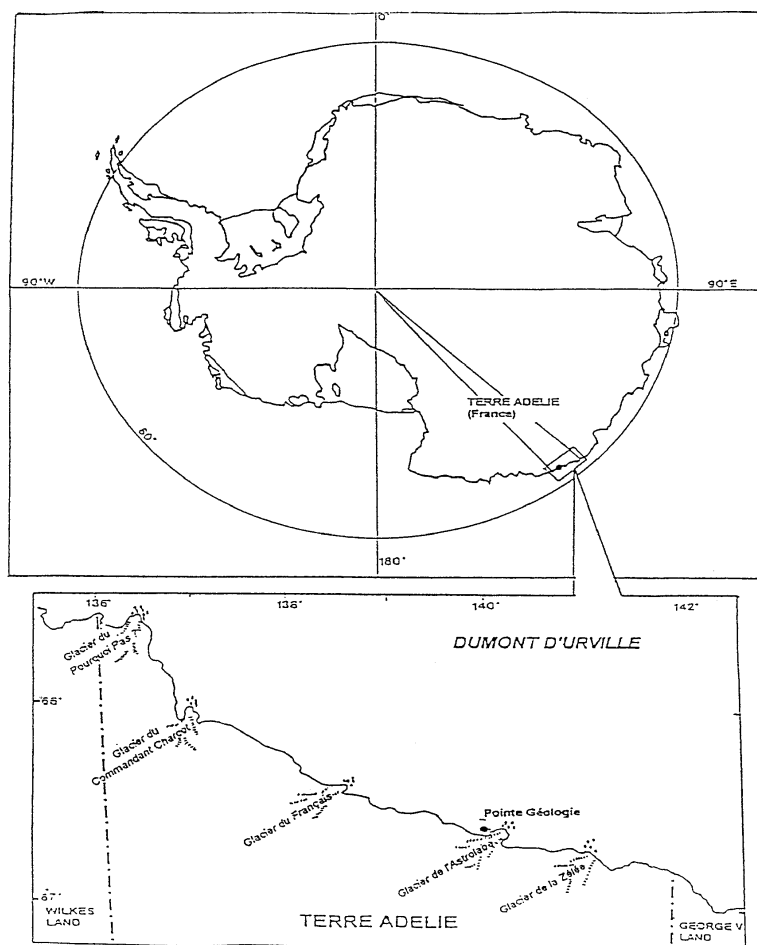 0°
90°W
90°E
TERRE ADELIE
(France)
60°
180°
136°
138°
140°
142°
DUMONT D'URVILLE
Glacier du
Pourquoi Pas
66°
Glacier du
Commandant Charcot
Glacier du Français
Pointe Géologie
Glacier de l'Astrolabe
Glacier de la Zélée
67°
WILKES
LAND
TERRE ADELIE
GEORGE V
LAND